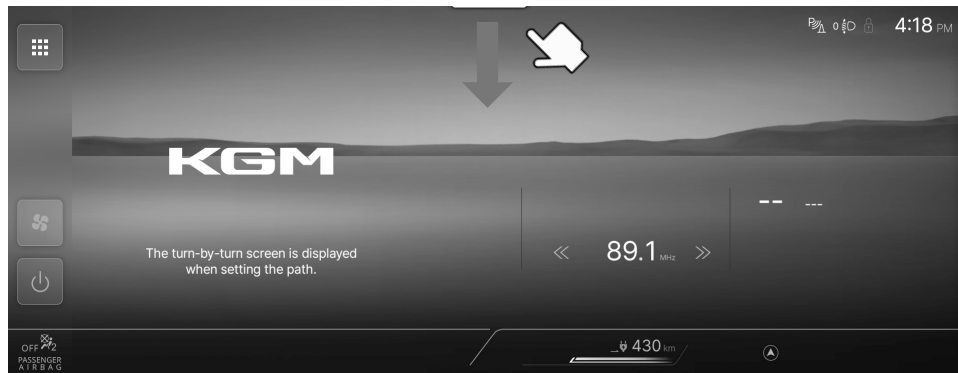 4:18 PM
KGM
The turn-by-turn screen is displayed
when setting the path.
89.1 MHz
-- ---
OFF 2
PASSENGER
AIRBAG
430 km